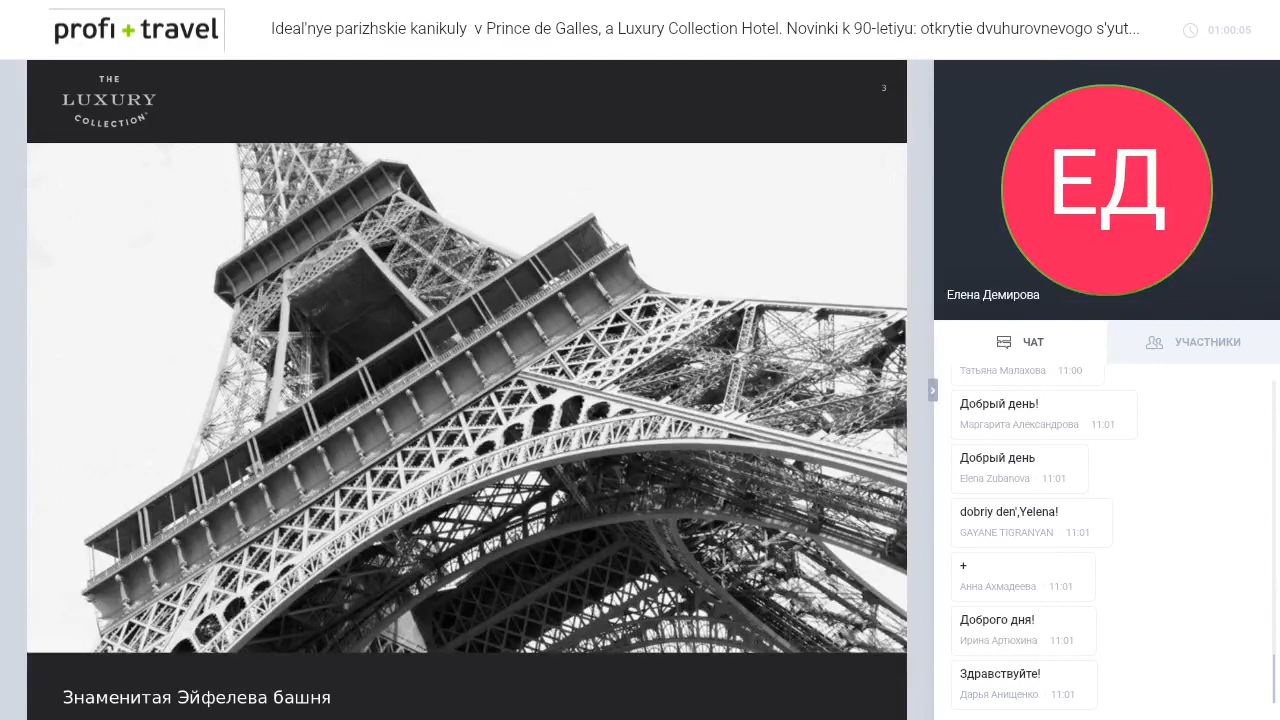 profi + travel
Ideal'nye parizhskie kanikuly v Prince de Galles, a Luxury Collection Hotel. Novinki k 90-letiyu: otkrytie dvuhurovnevogo s'yut...
01:00:05
THE
LUXURY
COLLECTION
3
Знаменитая Эйфелева башня
ЕД
Елена Демирова
ЧАТ
УЧАСТНИКИ
Татьяна Малахова 11:00
Добрый день!
Маргарита Александрова 11:01
Добрый день
Elena Zubanova 11:01
dobriy den',Yelena!
GAYANE TIGRANYAN 11:01
+
Анна Ахмадеева 11:01
Доброго дня!
Ирина Артюхина 11:01
Здравствуйте!
Дарья Анищенко 11:01